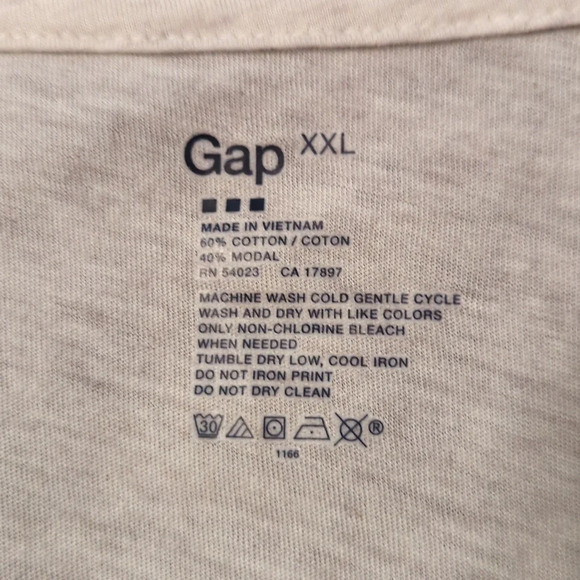 Gap XXL
MADE IN VIETNAM
60% COTTON / COTON
40% MODAL
RN 54023 CA 17897
MACHINE WASH COLD GENTLE CYCLE
WASH AND DRY WITH LIKE COLORS
ONLY NON-CHLORINE BLEACH
WHEN NEEDED
TUMBLE DRY LOW, COOL IRON
DO NOT IRON PRINT
DO NOT DRY CLEAN
30 ®
1166